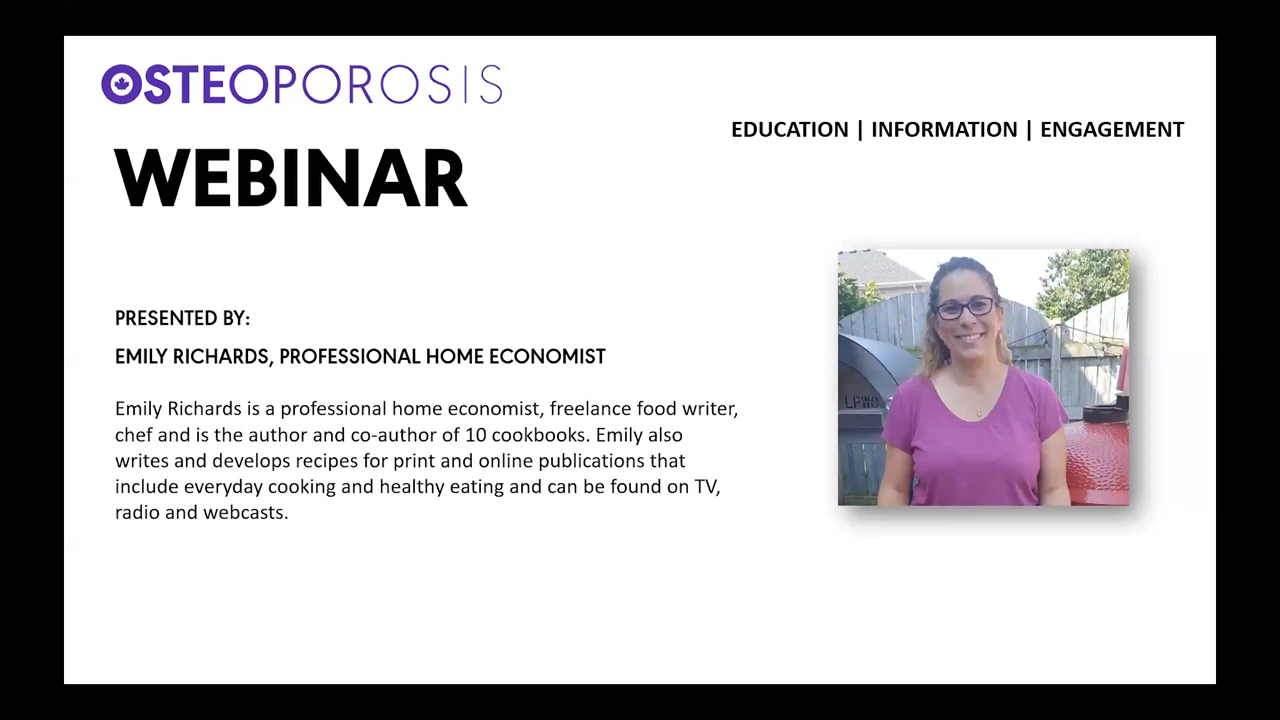 OSTEOPOROSIS
EDUCATION | INFORMATION | ENGAGEMENT
WEBINAR
PRESENTED BY:
EMILY RICHARDS, PROFESSIONAL HOME ECONOMIST
Emily Richards is a professional home economist, freelance food writer,
chef and is the author and co-author of 10 cookbooks. Emily also
writes and develops recipes for print and online publications that
include everyday cooking and healthy eating and can be found on TV,
radio and webcasts.